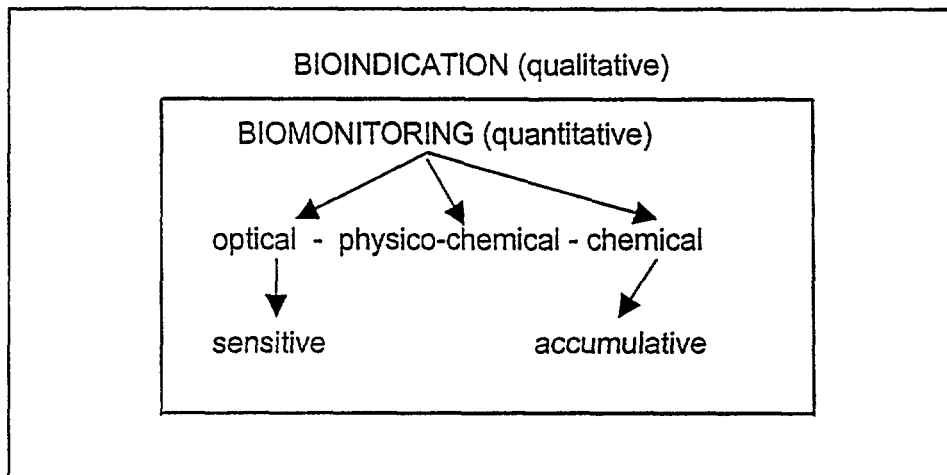 BIOINDICATION (qualitative)
BIOMONITORING (quantitative)
optical - physico-chemical - chemical
sensitive accumulative